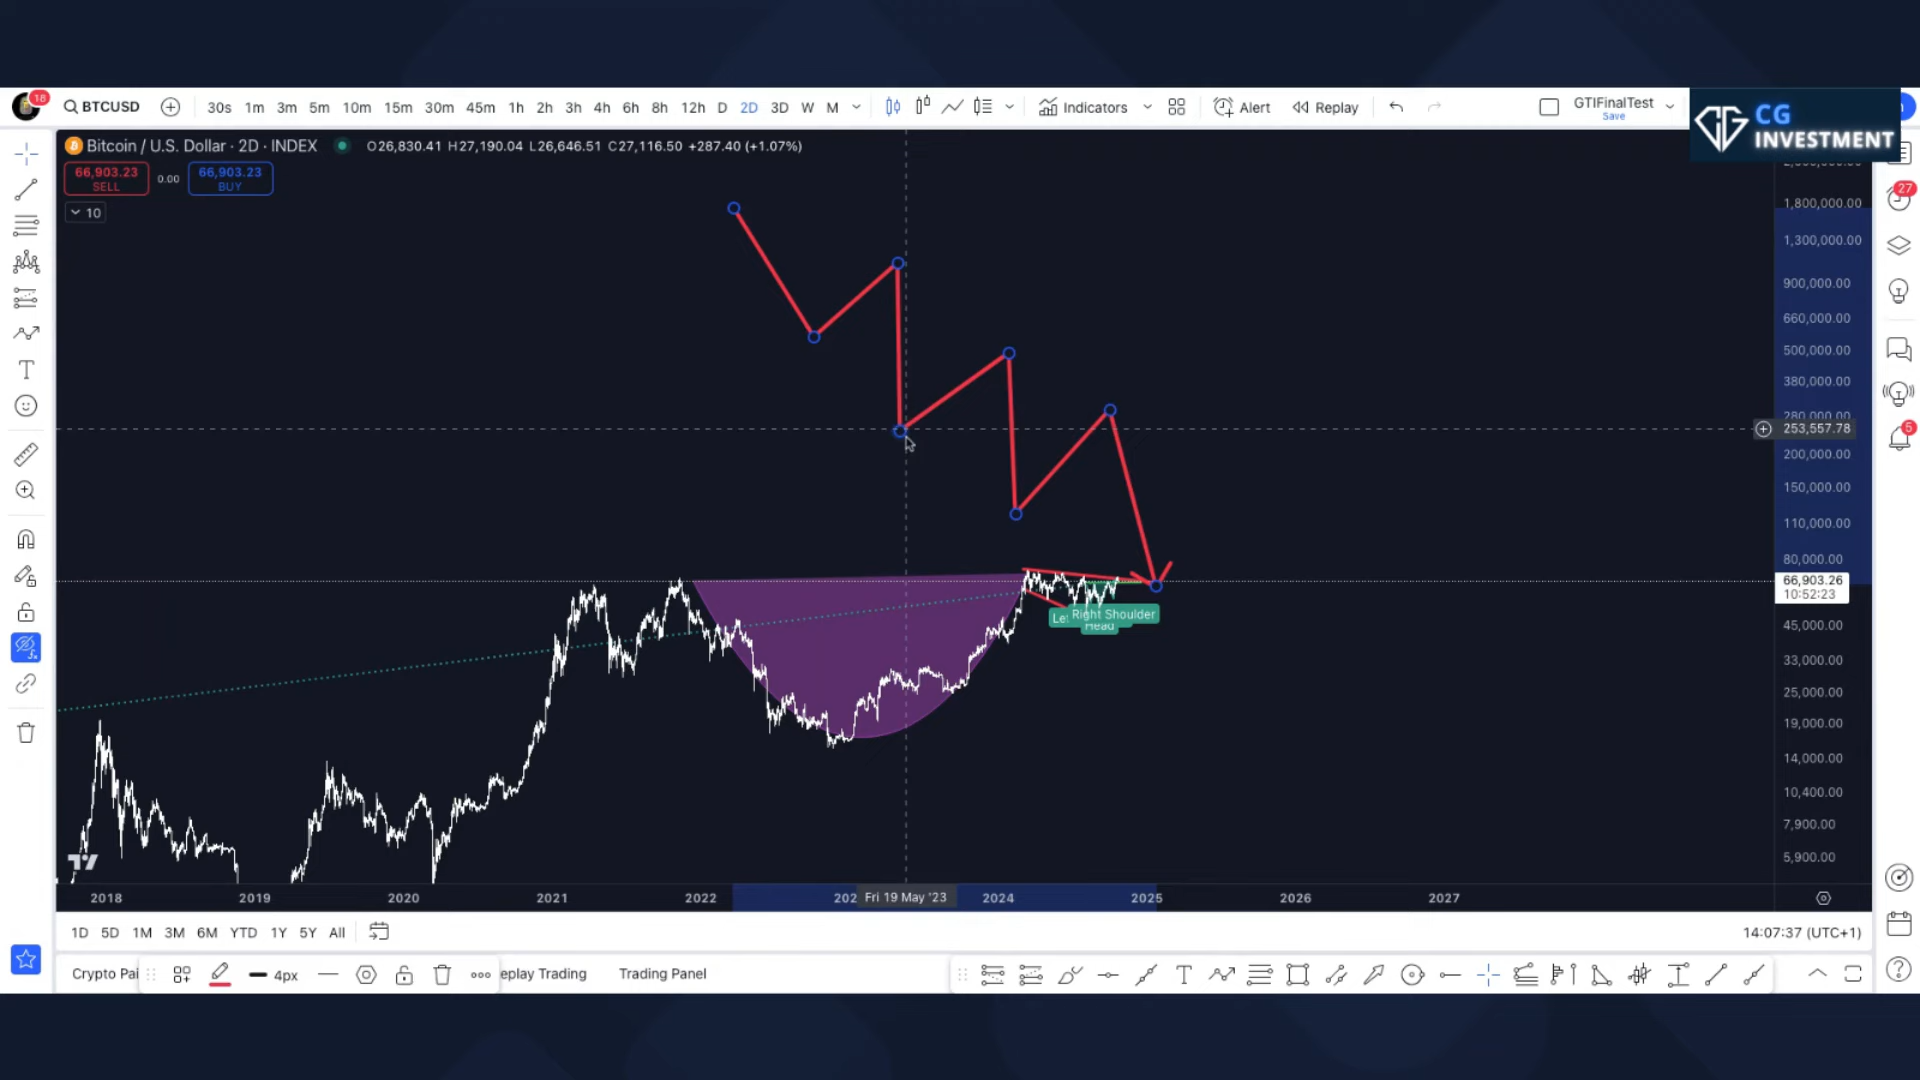 18
BTCUSD
30s 1m 3m 5m 10m 15m 30m 45m 1h 2h 3h 4h 6h 8h 12h D 2D 3D W M
Indicators
Alert
Replay
GTIFinalTest
Save
CG
INVESTMENT
Bitcoin / U.S. Dollar · 2D · INDEX
O26,830.41 H27,190.04 L26,646.51 C27,116.50 +287.40 (+1.07%)
66,903.23
SELL
0.00
66,903.23
BUY
10
27
5
1,800,000.00
1,300,000.00
900,000.00
660,000.00
500,000.00
380,000.00
280,000.00
253,557.78
200,000.00
150,000.00
110,000.00
80,000.00
66,903.26
10:52:23
45,000.00
33,000.00
25,000.00
19,000.00
14,000.00
10,400.00
7,900.00
5,900.00
Right Shoulder
Head
2018 2019 2020 2021 2022 Fri 19 May '23 2024 2025 2026 2027
1D 5D 1M 3M 6M YTD 1Y 5Y All
14:07:37 (UTC+1)
Crypto Pai
4px
eplay Trading
Trading Panel